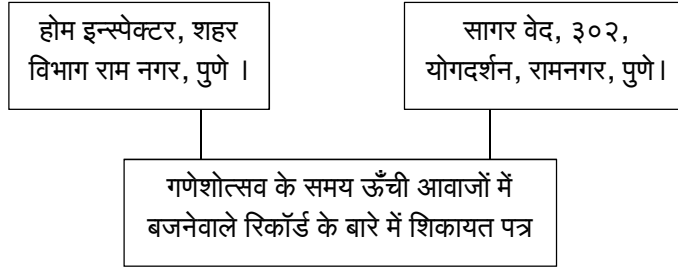 होम इन्स्पेक्टर, शहर
विभाग राम नगर, पुणे ।
सागर वेद, ३०२,
योगदर्शन, रामनगर, पुणे।
गणेशोत्सव के समय ऊँची आवाजों में
बजनेवाले रिकॉर्ड के बारे में शिकायत पत्र